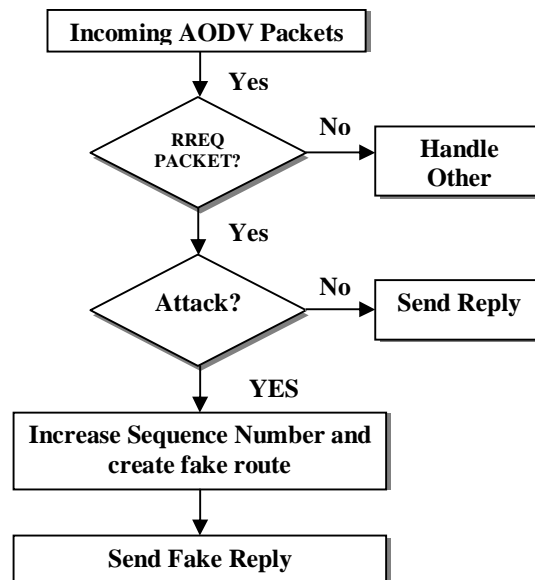 Incoming AODV Packets
Yes
RREQ
PACKET?
No
Handle
Other
Yes
Attack?
No
Send Reply
YES
Increase Sequence Number and
create fake route
Send Fake Reply